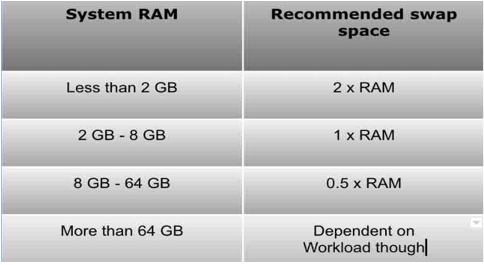 System RAM Recommended swap
space
Less than 2 GB 2 x RAM
2 GB - 8 GB 1 x RAM
8 GB - 64 GB 0.5 x RAM
More than 64 GB Dependent on
Workload though